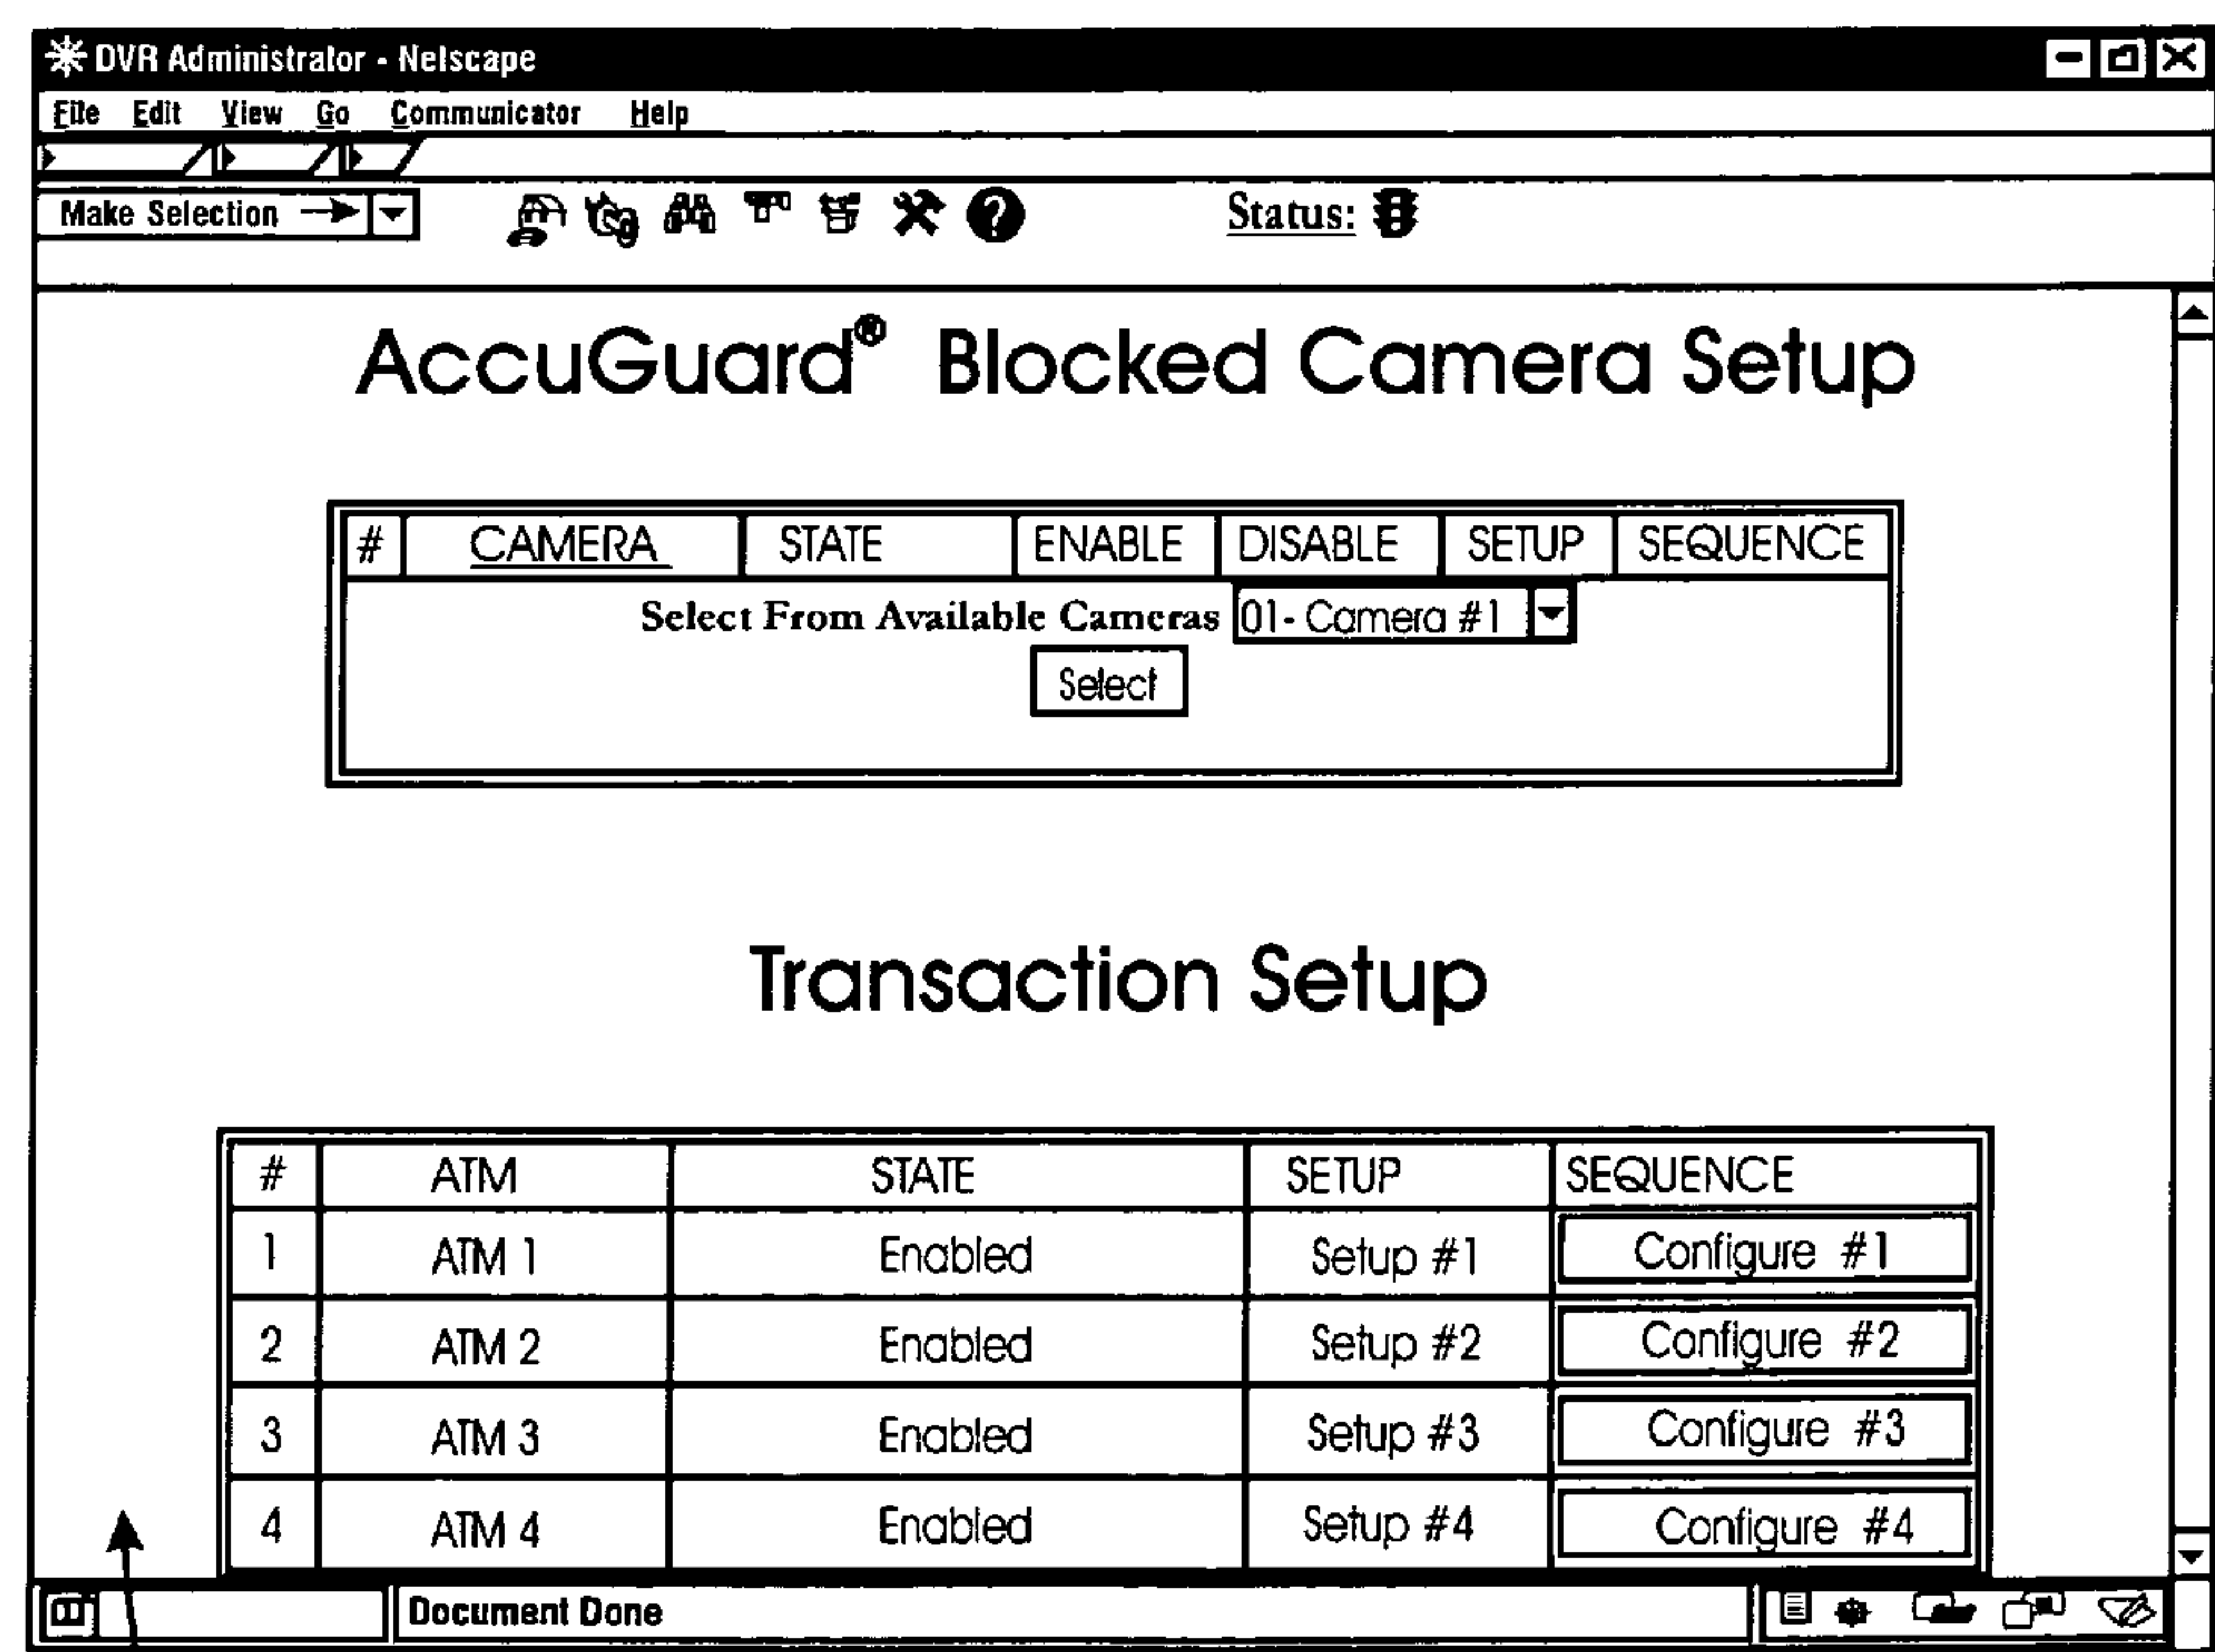 DVR Administrator - Nelscape
File Edit View Go Communicator Help
Make Selection Status:
AccuGuard® Blocked Camera Setup
# CAMERA STATE ENABLE DISABLE SETUP SEQUENCE
Select From Available Cameras 01- Camera #1
Select
Transaction Setup
# ATM STATE SETUP SEQUENCE
1 ATM 1 Enabled Setup #1 Configure #1
2 ATM 2 Enabled Setup #2 Configure #2
3 ATM 3 Enabled Setup #3 Configure #3
4 ATM 4 Enabled Setup #4 Configure #4
Document Done